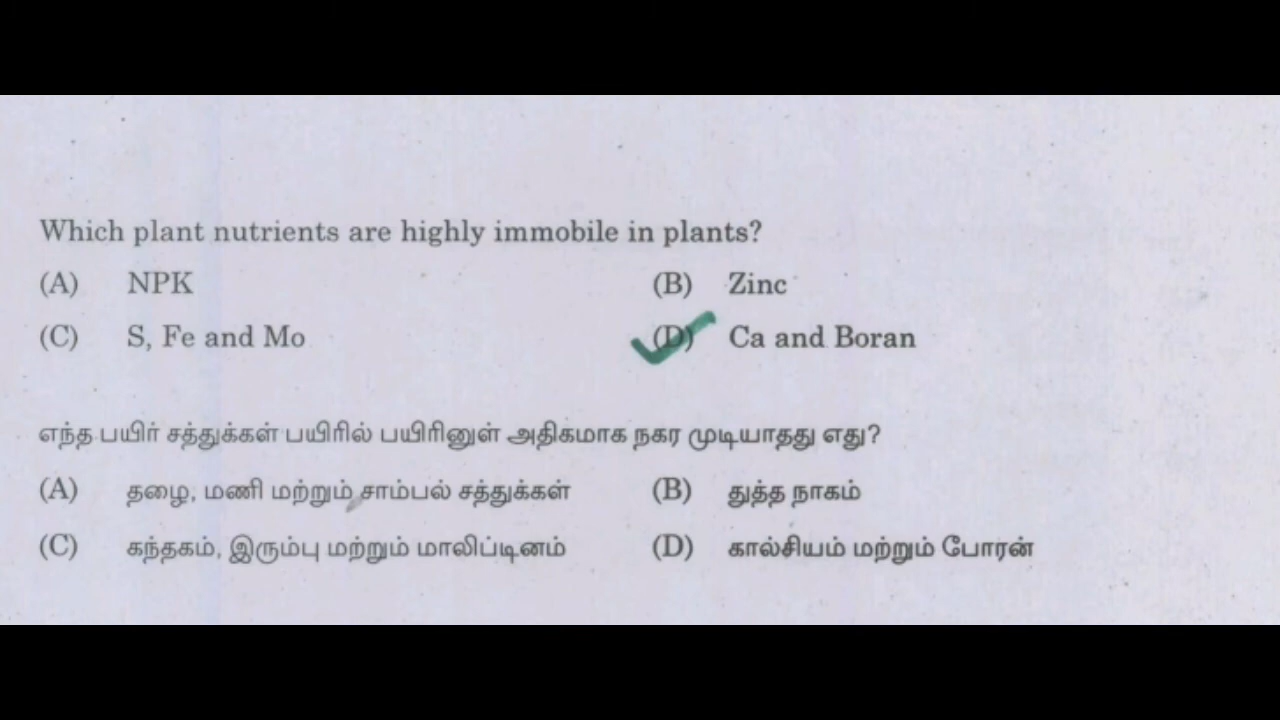 Which plant nutrients are highly immobile in plants?
(A) NPK (B) Zinc
(C) S, Fe and Mo (D) Ca and Boran
எந்த பயிர் சத்துக்கள் பயிரில் பயிரினுள் அதிகமாக நகர முடியாதது எது?
(A) தழை, மணி மற்றும் சாம்பல் சத்துக்கள் (B) துத்த நாகம்
(C) கந்தகம், இரும்பு மற்றும் மாலிப்டினம் (D) கால்சியம் மற்றும் போரன்